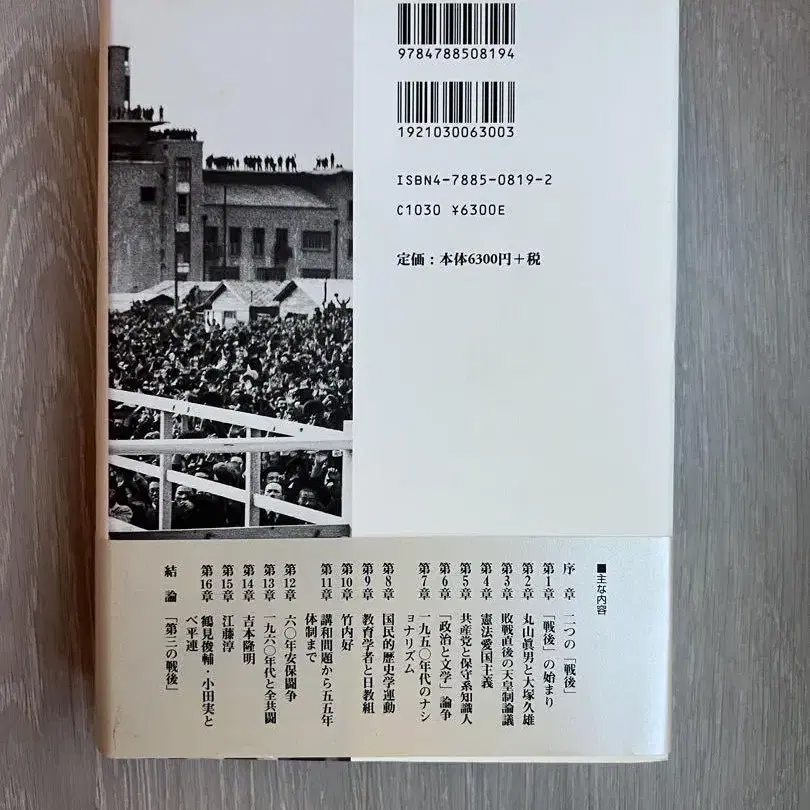 9784788508194
1921030063003
ISBN4-7885-0819-2
C1030 ¥6300E
定価：本体6300円＋税
■主な内容
序　章　二つの「戦後」
第1章　「戦後」の始まり
第2章　丸山眞男と大塚久雄
第3章　敗戦直後の天皇制論議
第4章　憲法愛国主義
第5章　共産党と保守系知識人
第6章　「政治と文学」論争
第7章　一九五〇年代のナシ
ョナリズム
第8章　国民的歴史学運動
第9章　教育学者と日教組
第10章　竹内好
第11章　講和問題から五五年
体制まで
第12章　六〇年安保闘争
第13章　一九六〇年代と全共闘
第14章　吉本隆明
第15章　江藤淳
第16章　鶴見俊輔・小田実と
ベ平連
結　論　「第三の戦後」